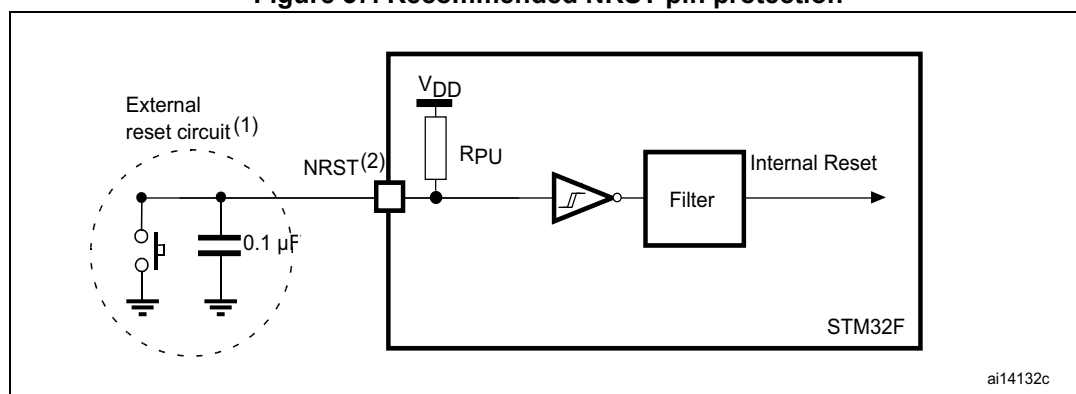 Figure Recommended NRST pin protection
VDD
External
reset circuit(1)
NRST(2)
RPU
Internal Reset
Filter
0.1 µF
STM32F
ai14132c